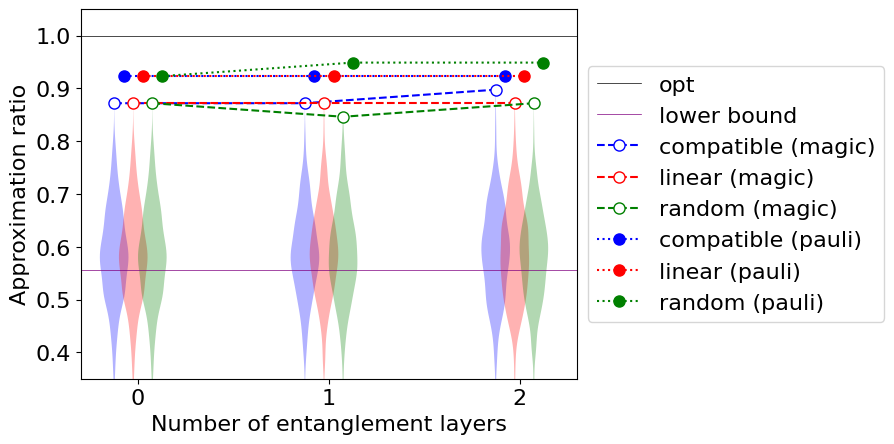 Approximation ratio
1.0
0.9
0.8
0.7
0.6
0.5
0.4
0
1
2
Number of entanglement layers
opt
lower bound
compatible (magic)
linear (magic)
random (magic)
compatible (pauli)
linear (pauli)
random (pauli)